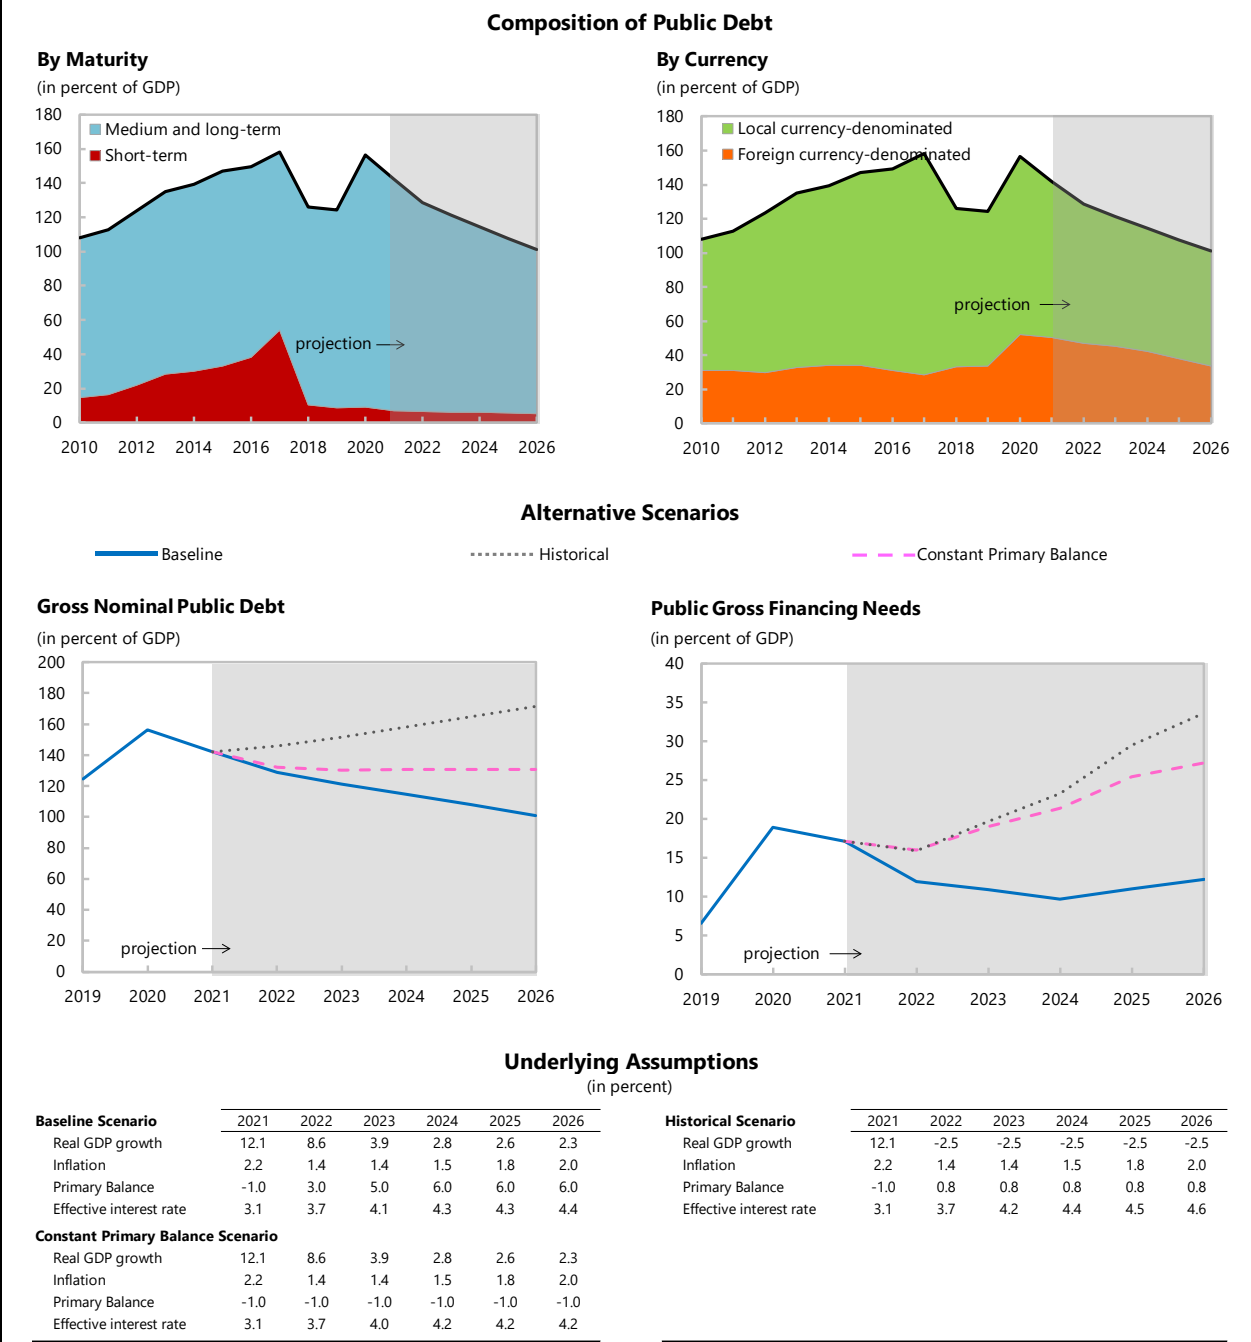 Composition of Public Debt
By Maturity
(in percent of GDP)
180
160
140
120
100
80
60
40
20
0
Medium and long-term
Short-term
projection
2010 2012 2014 2016 2018 2020 2022 2024 2026
By Currency
(in percent of GDP)
180
160
140
120
100
80
60
40
20
0
Local currency-denominated
Foreign currency-denominated
projection
2010 2012 2014 2016 2018 2020 2022 2024 2026
Alternative Scenarios
Baseline Historical Constant Primary Balance
Gross Nominal Public Debt
(in percent of GDP)
200
180
160
140
120
100
80
60
40
20
0
projection
2019 2020 2021 2022 2023 2024 2025 2026
Public Gross Financing Needs
(in percent of GDP)
40
35
30
25
20
15
10
5
0
projection
2019 2020 2021 2022 2023 2024 2025 2026
Underlying Assumptions
(in percent)
Baseline Scenario 2021 2022 2023 2024 2025 2026
Real GDP growth 12.1 8.6 3.9 2.8 2.6 2.3
Inflation 2.2 1.4 1.4 1.5 1.8 2.0
Primary Balance -1.0 3.0 5.0 6.0 6.0 6.0
Effective interest rate 3.1 3.7 4.1 4.3 4.3 4.4
Constant Primary Balance Scenario
Real GDP growth 12.1 8.6 3.9 2.8 2.6 2.3
Inflation 2.2 1.4 1.4 1.5 1.8 2.0
Primary Balance -1.0 -1.0 -1.0 -1.0 -1.0 -1.0
Effective interest rate 3.1 3.7 4.0 4.2 4.2 4.2
Historical Scenario 2021 2022 2023 2024 2025 2026
Real GDP growth 12.1 -2.5 -2.5 -2.5 -2.5 -2.5
Inflation 2.2 1.4 1.4 1.5 1.8 2.0
Primary Balance -1.0 0.8 0.8 0.8 0.8 0.8
Effective interest rate 3.1 3.7 4.2 4.4 4.5 4.6